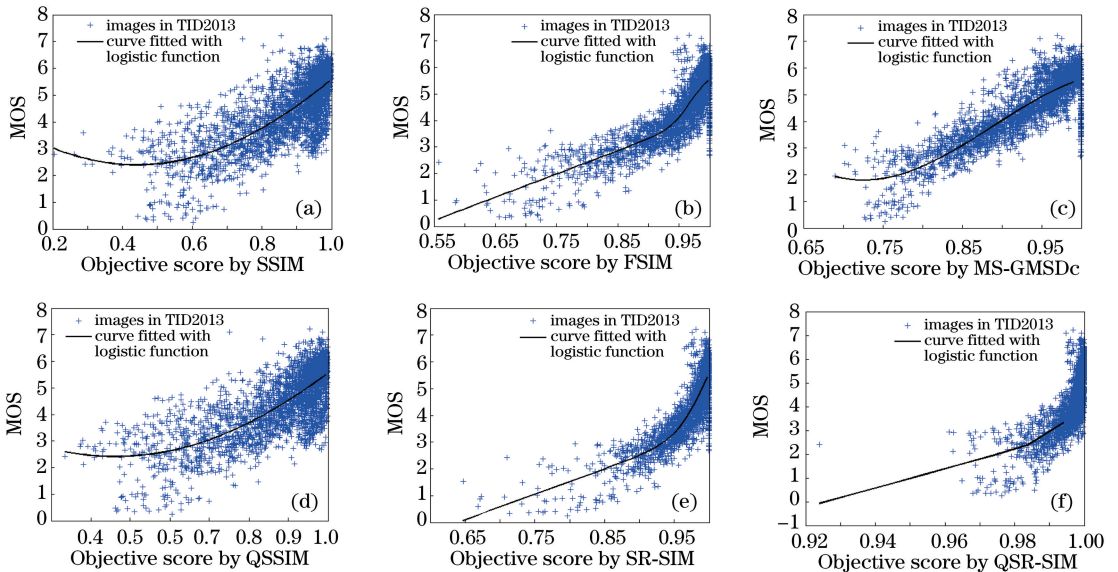 8
7
6
5
4
3
2
1
0
MOS
images in TID2013
curve fitted with
logistic function
(a)
0.2 0.4 0.6 0.8 1.0
Objective score by SSIM
8
7
6
5
4
3
2
1
0
MOS
images in TID2013
curve fitted with
logistic function
(b)
0.55 0.65 0.75 0.85 0.95
Objective score by FSIM
8
7
6
5
4
3
2
1
0
MOS
images in TID2013
curve fitted with
logistic function
(c)
0.65 0.75 0.85 0.95
Objective score by MS-GMSDc
8
7
6
5
4
3
2
1
0
MOS
images in TID2013
curve fitted with
logistic function
(d)
0.4 0.5 0.6 0.7 0.8 0.9 1.0
Objective score by QSSIM
8
7
6
5
4
3
2
1
0
MOS
images in TID2013
curve fitted with
logistic function
(e)
0.65 0.75 0.85 0.95
Objective score by SR-SIM
8
7
6
5
4
3
2
1
0
−1
MOS
images in TID2013
curve fitted with
logistic function
(f)
0.92 0.94 0.96 0.98 1.00
Objective score by QSR-SIM